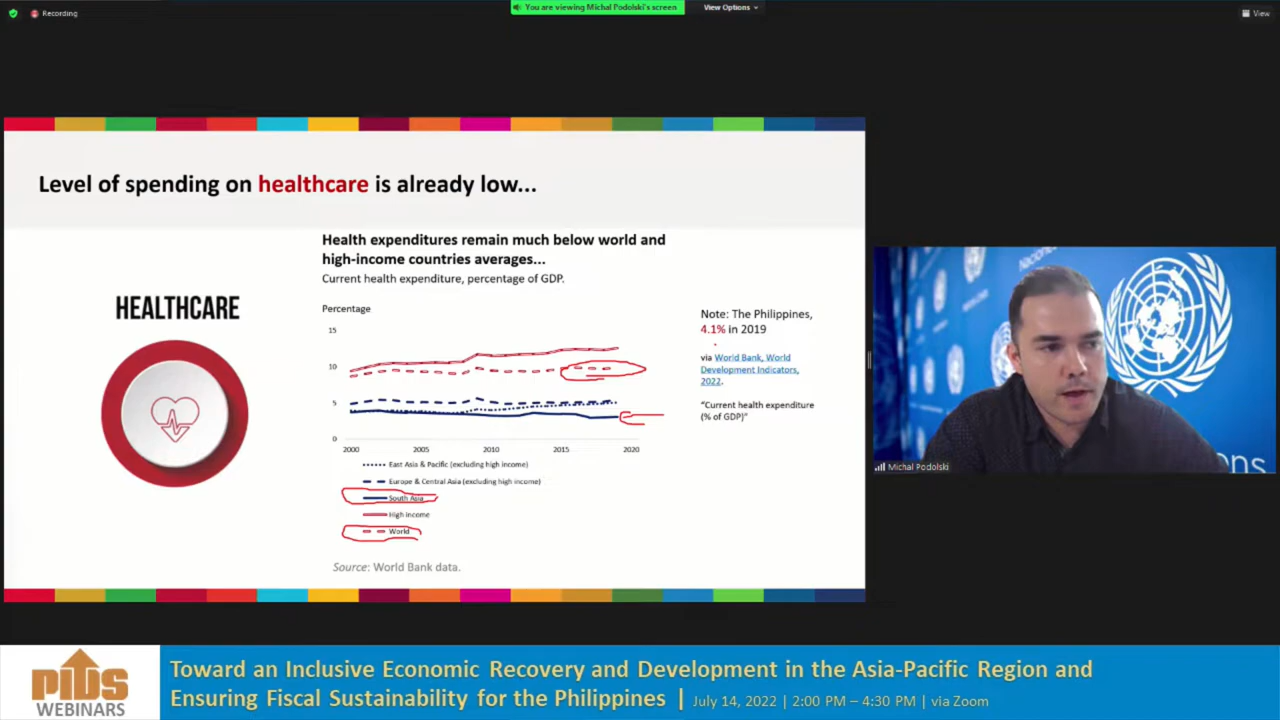 Recording
You are viewing Michal Podolski's screen
View Options
View
Level of spending on healthcare is already low...
HEALTHCARE
Health expenditures remain much below world and
high-income countries averages...
Current health expenditure, percentage of GDP.
Percentage
15
10
5
0
2000 2005 2010 2015 2020
East Asia & Pacific (excluding high income)
Europe & Central Asia (excluding high income)
South Asia
High income
World
Source: World Bank data.
Note: The Philippines,
4.1% in 2019
via World Bank, World
Development Indicators,
2022.
"Current health expenditure
(% of GDP)"
Michal Podolski
PIDS
WEBINARS
Toward an Inclusive Economic Recovery and Development in the Asia-Pacific Region and
Ensuring Fiscal Sustainability for the Philippines | July 14, 2022 | 2:00 PM – 4:30 PM | via Zoom